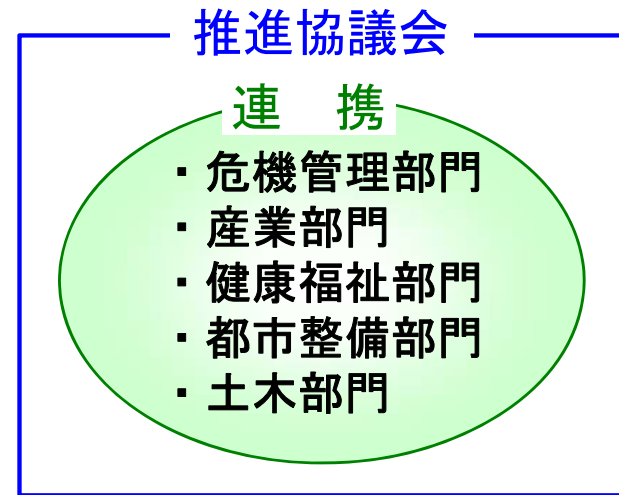 推進協議会
連　携
・危機管理部門
・産業部門
・健康福祉部門
・都市整備部門
・土木部門